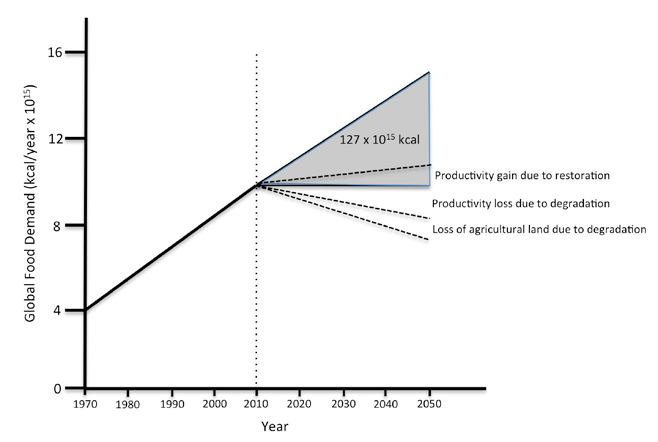 16
12
8
4
0
Global Food Demand (kcal/year x 10¹⁵)
127 x 10¹⁵ kcal
Productivity gain due to restoration
Productivity loss due to degradation
Loss of agricultural land due to degradation
1970 1980 1990 2000 2010 2020 2030 2040 2050
Year